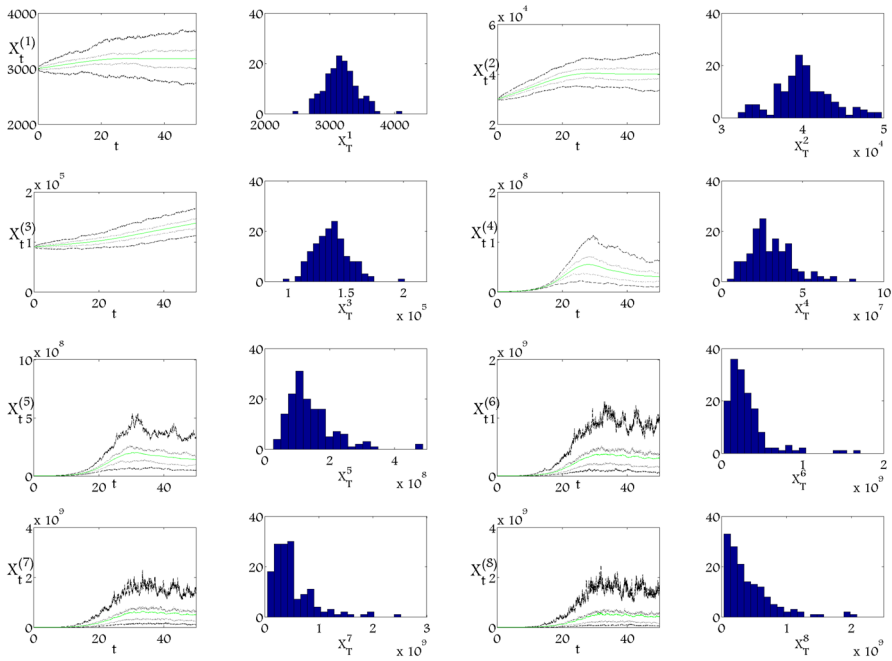 4000
X_t^(1)
3000
2000
0 20 40
t
40
20
0
2000 3000 4000
X_T^1
6 x 10^4
X_t^(2)
4
2
0 20 40
t
40
20
0
3 4 5
X_T^2 x 10^4
2 x 10^5
X_t^(3)
1
0
0 20 40
t
40
20
0
1 1.5 2
X_T^3 x 10^5
2 x 10^8
X_t^(4)
1
0
0 20 40
t
40
20
0
0 5 10
X_T^4 x 10^7
10 x 10^8
X_t^(5)
5
0
0 20 40
t
40
20
0
0 2 4
X_T^5 x 10^8
2 x 10^9
X_t^(6)
1
0
0 20 40
t
40
20
0
0 1 2
X_T^6 x 10^9
4 x 10^9
X_t^(7)
2
0
0 20 40
t
40
20
0
0 1 2 3
X_T^7 x 10^9
4 x 10^9
X_t^(8)
2
0
0 20 40
t
40
20
0
0 1 2 3
X_T^8 x 10^9